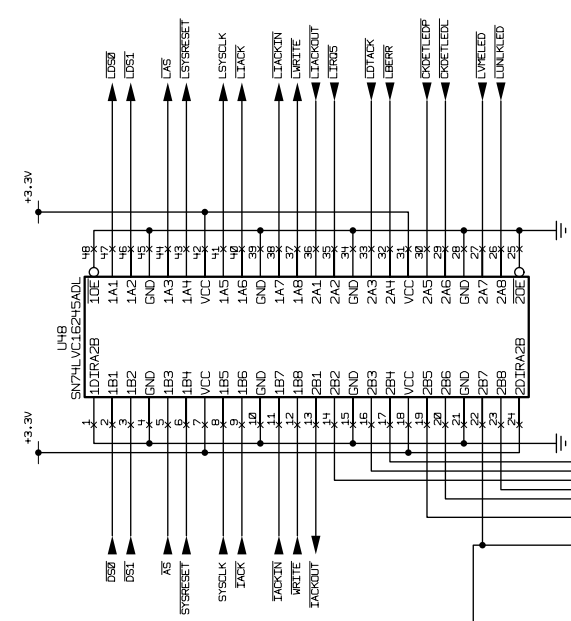 LDS0
LDS1
LAS
LSYSRESET
LSYSCLK
LIACK
LIACKIN
LWRITE
LIACKOUT
LIRQ5
LDTACK
LBERR
CKDETLEDP
CKDETLEDL
LVMELED
LUNLKLED
+3.3V
48
47
46
45
44
43
42
41
40
39
38
37
36
35
34
33
32
31
30
29
28
27
26
25
1OE
1A1
1A2
GND
1A3
1A4
VCC
1A5
1A6
GND
1A7
1A8
2A1
2A2
GND
2A3
2A4
VCC
2A5
2A6
GND
2A7
2A8
2OE
U48
SN74LVC16245ADL
1DIRA2B
1B1
1B2
GND
1B3
1B4
VCC
1B5
1B6
GND
1B7
1B8
2B1
2B2
GND
2B3
2B4
VCC
2B5
2B6
GND
2B7
2B8
2DIRA2B
1
2
3
4
5
6
7
8
9
10
11
12
13
14
15
16
17
18
19
20
21
22
23
24
+3.3V
DS0
DS1
AS
SYSRESET
SYSCLK
IACK
IACKIN
WRITE
IACKOUT